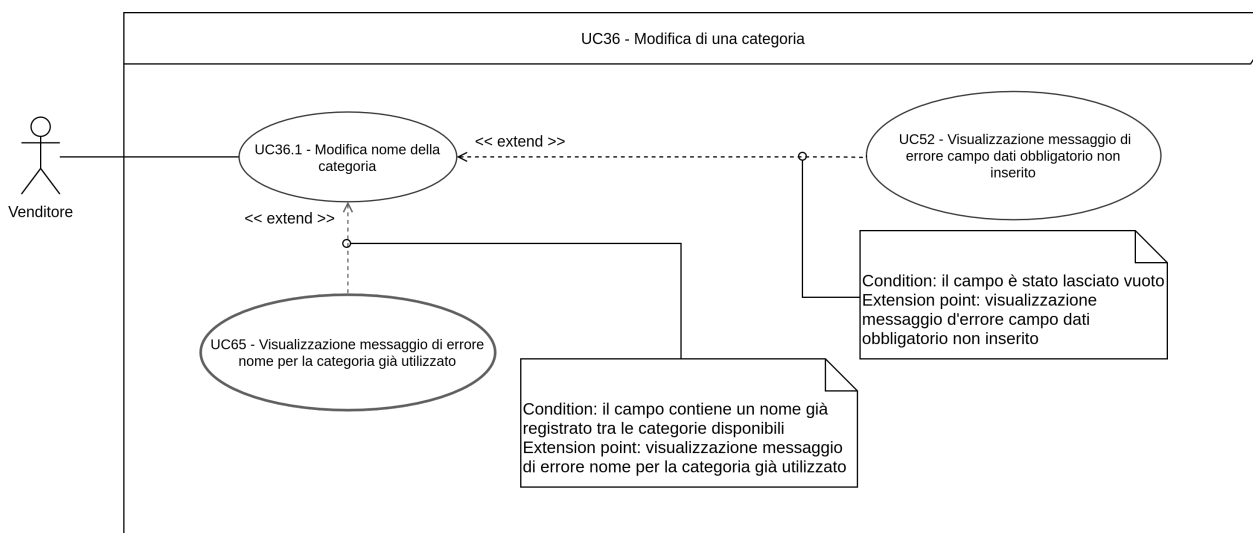 UC36 - Modifica di una categoria
UC36.1 - Modifica nome della
categoria
<< extend >>
UC52 - Visualizzazione messaggio di
errore campo dati obbligatorio non
inserito
Venditore
<< extend >>
Condition: il campo è stato lasciato vuoto
Extension point: visualizzazione
messaggio d'errore campo dati
obbligatorio non inserito
UC65 - Visualizzazione messaggio di errore
nome per la categoria già utilizzato
Condition: il campo contiene un nome già
registrato tra le categorie disponibili
Extension point: visualizzazione messaggio
di errore nome per la categoria già utilizzato